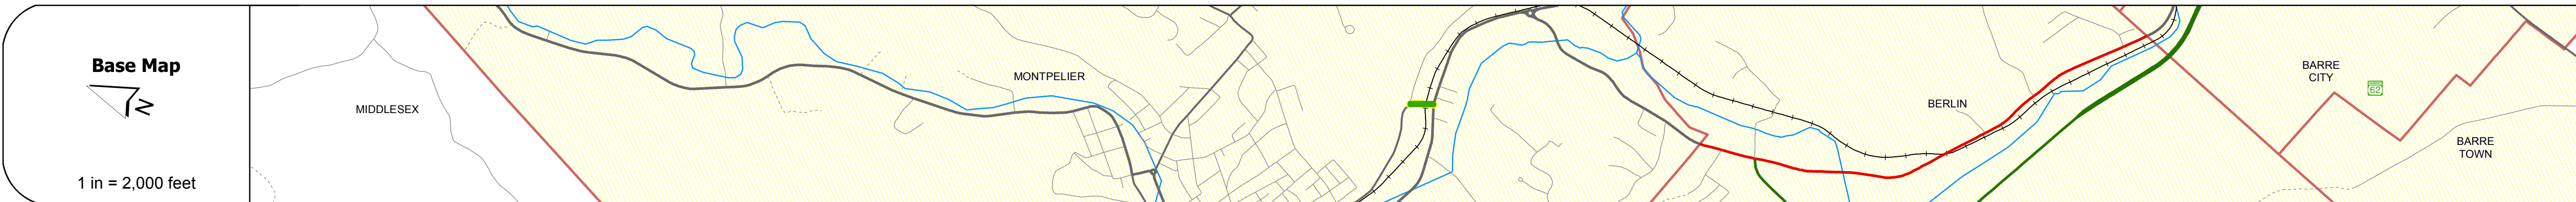 Base Map
N
1 in = 2,000 feet
MIDDLESEX
MONTPELIER
BERLIN
BARRE
CITY
62
BARRE
TOWN